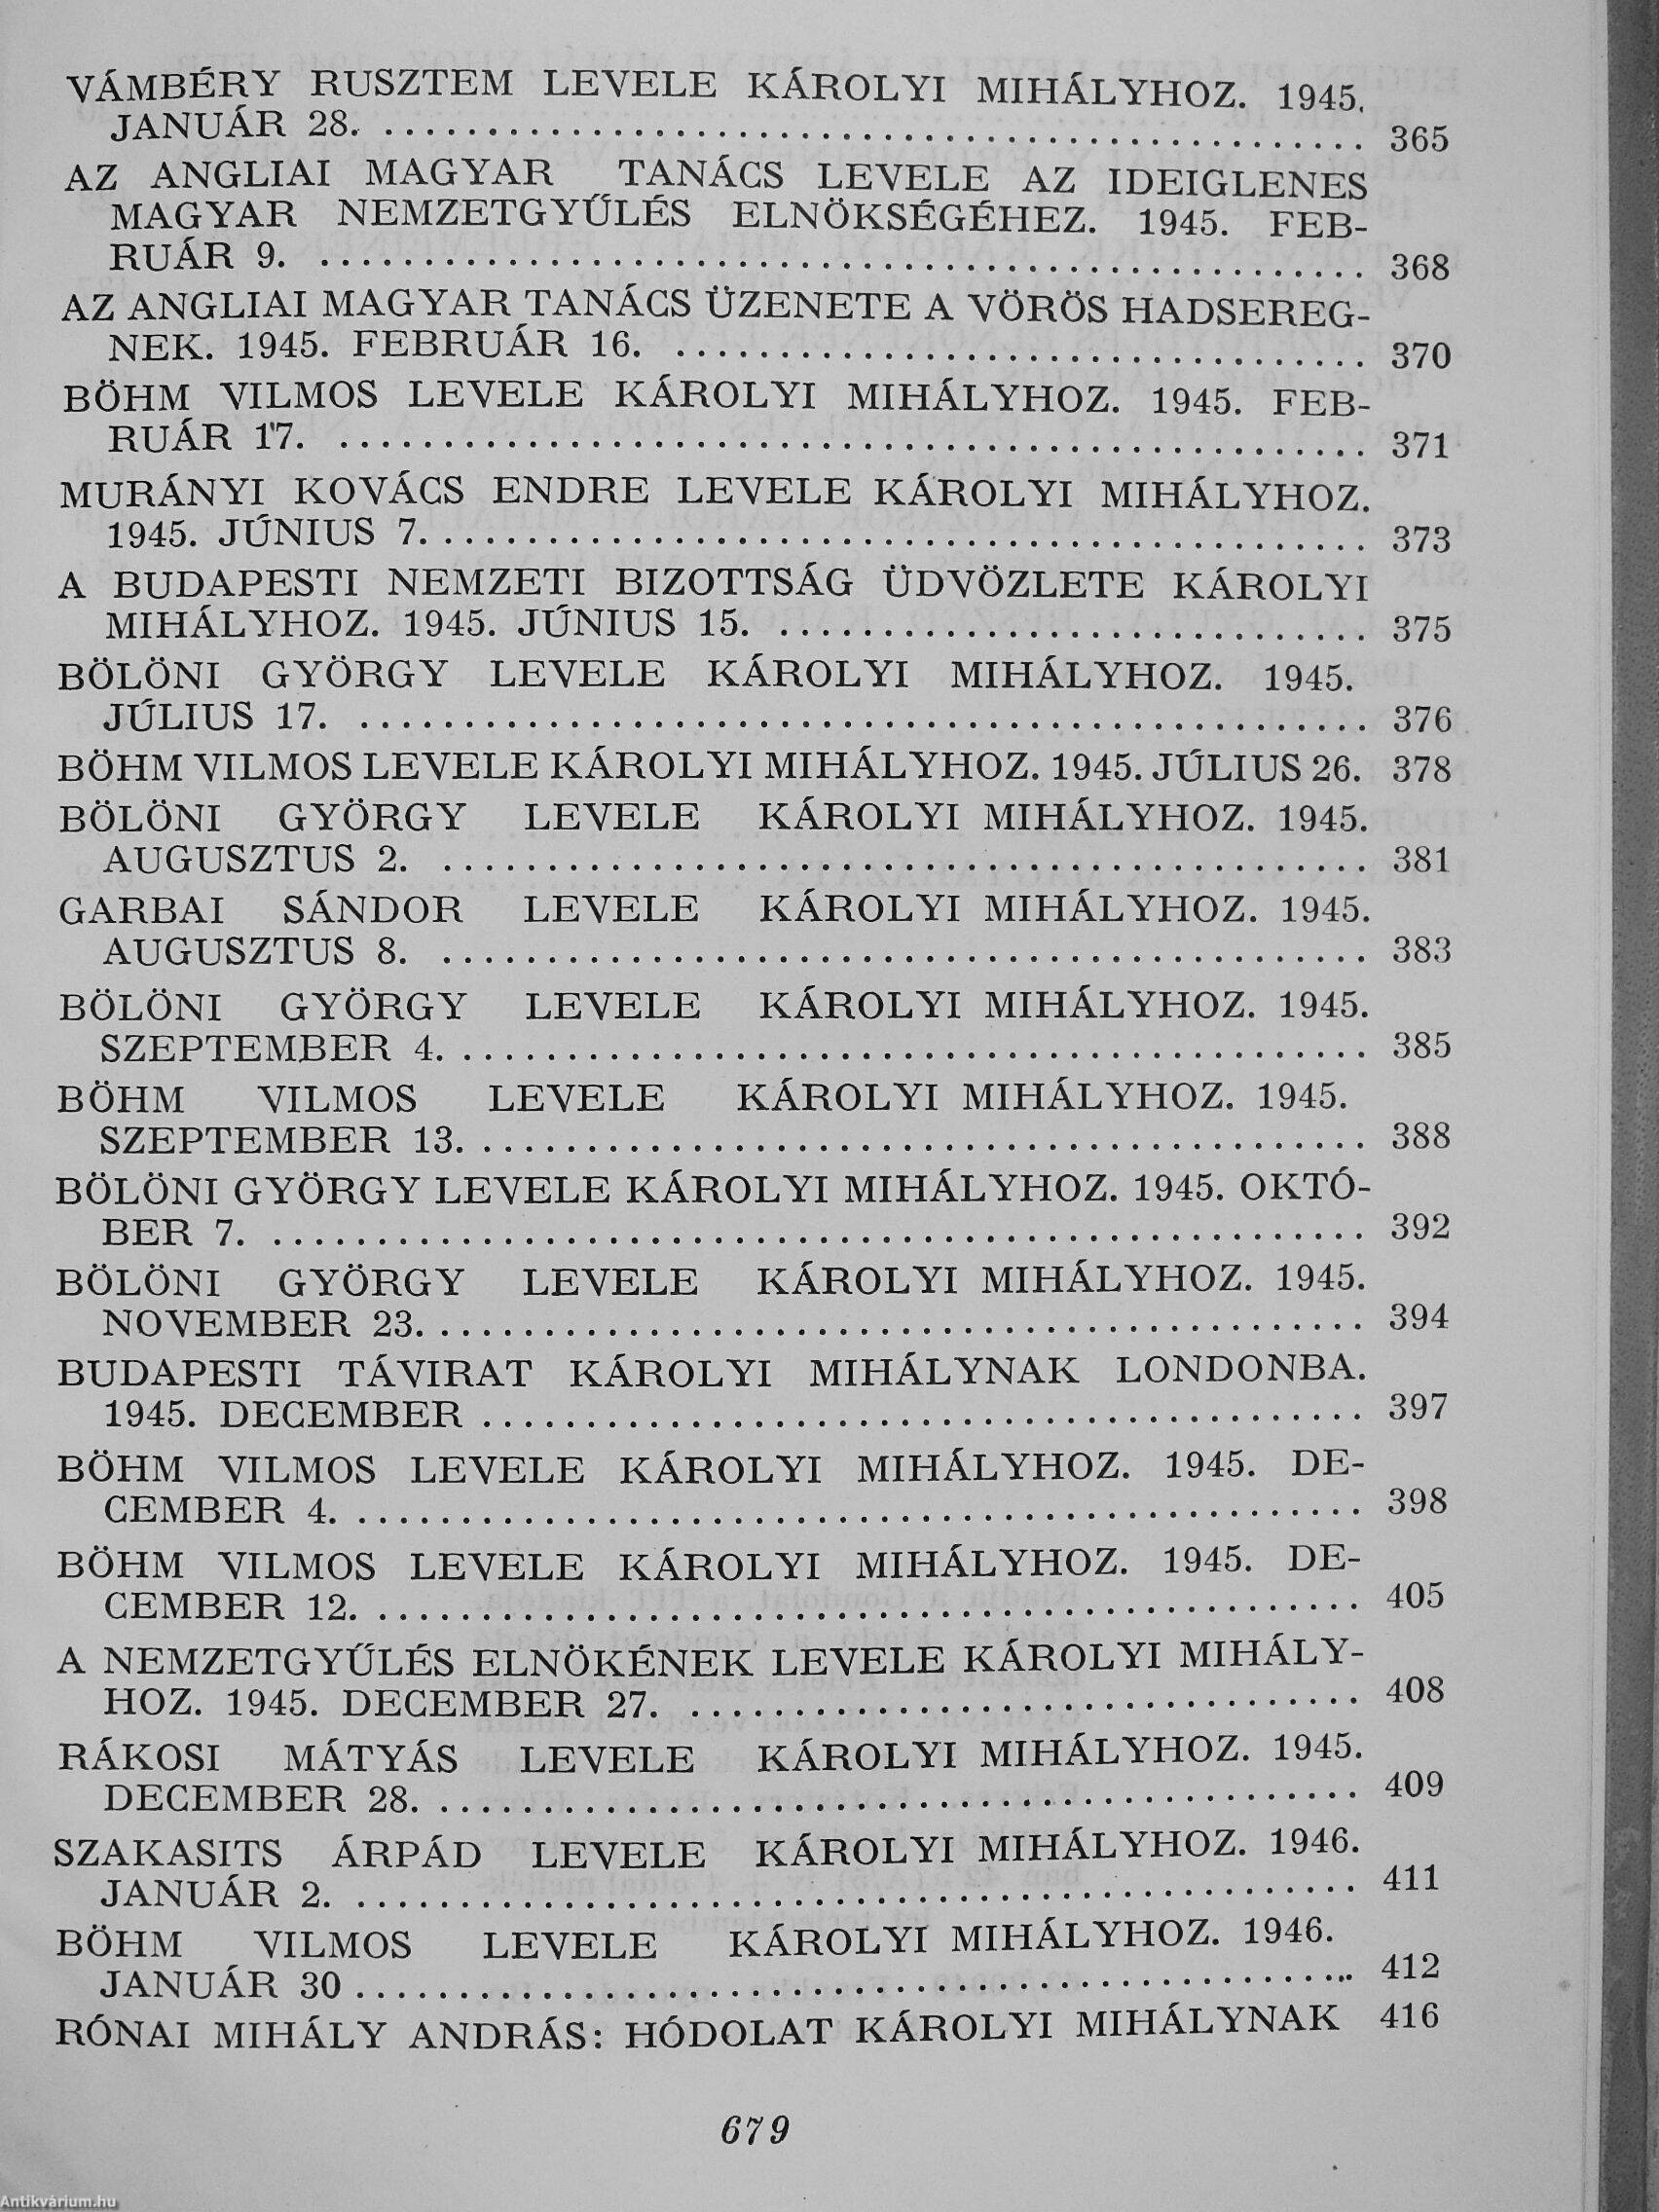 VÁMBÉRY RUSZTEM LEVELE KÁROLYI MIHÁLYHOZ. 1945.
JANUÁR 28. .......... 365
AZ ANGLIAI MAGYAR TANÁCS LEVELE AZ IDEIGLENES
MAGYAR NEMZETGYŰLÉS ELNÖKSÉGÉHEZ. 1945. FEB-
RUÁR 9. .......... 368
AZ ANGLIAI MAGYAR TANÁCS ÜZENETE A VÖRÖS HADSEREG-
NEK. 1945. FEBRUÁR 16. .......... 370
BÖHM VILMOS LEVELE KÁROLYI MIHÁLYHOZ. 1945. FEB-
RUÁR 17. .......... 371
MURÁNYI KOVÁCS ENDRE LEVELE KÁROLYI MIHÁLYHOZ.
1945. JÚNIUS 7. .......... 373
A BUDAPESTI NEMZETI BIZOTTSÁG ÜDVÖZLETE KÁROLYI
MIHÁLYHOZ. 1945. JÚNIUS 15. .......... 375
BÖLÖNI GYÖRGY LEVELE KÁROLYI MIHÁLYHOZ. 1945.
JÚLIUS 17. .......... 376
BÖHM VILMOS LEVELE KÁROLYI MIHÁLYHOZ. 1945. JÚLIUS 26. 378
BÖLÖNI GYÖRGY LEVELE KÁROLYI MIHÁLYHOZ. 1945.
AUGUSZTUS 2. .......... 381
GARBAI SÁNDOR LEVELE KÁROLYI MIHÁLYHOZ. 1945.
AUGUSZTUS 8. .......... 383
BÖLÖNI GYÖRGY LEVELE KÁROLYI MIHÁLYHOZ. 1945.
SZEPTEMBER 4. .......... 385
BÖHM VILMOS LEVELE KÁROLYI MIHÁLYHOZ. 1945.
SZEPTEMBER 13. .......... 388
BÖLÖNI GYÖRGY LEVELE KÁROLYI MIHÁLYHOZ. 1945. OKTÓ-
BER 7. .......... 392
BÖLÖNI GYÖRGY LEVELE KÁROLYI MIHÁLYHOZ. 1945.
NOVEMBER 23. .......... 394
BUDAPESTI TÁVIRAT KÁROLYI MIHÁLYNAK LONDONBA.
1945. DECEMBER .......... 397
BÖHM VILMOS LEVELE KÁROLYI MIHÁLYHOZ. 1945. DE-
CEMBER 4. .......... 398
BÖHM VILMOS LEVELE KÁROLYI MIHÁLYHOZ. 1945. DE-
CEMBER 12. .......... 405
A NEMZETGYŰLÉS ELNÖKÉNEK LEVELE KÁROLYI MIHÁLY-
HOZ. 1945. DECEMBER 27. .......... 408
RÁKOSI MÁTYÁS LEVELE KÁROLYI MIHÁLYHOZ. 1945.
DECEMBER 28. .......... 409
SZAKASITS ÁRPÁD LEVELE KÁROLYI MIHÁLYHOZ. 1946.
JANUÁR 2. .......... 411
BÖHM VILMOS LEVELE KÁROLYI MIHÁLYHOZ. 1946.
JANUÁR 30 .......... 412
RÓNAI MIHÁLY ANDRÁS: HÓDOLAT KÁROLYI MIHÁLYNAK 416
679
Antikvárium.hu